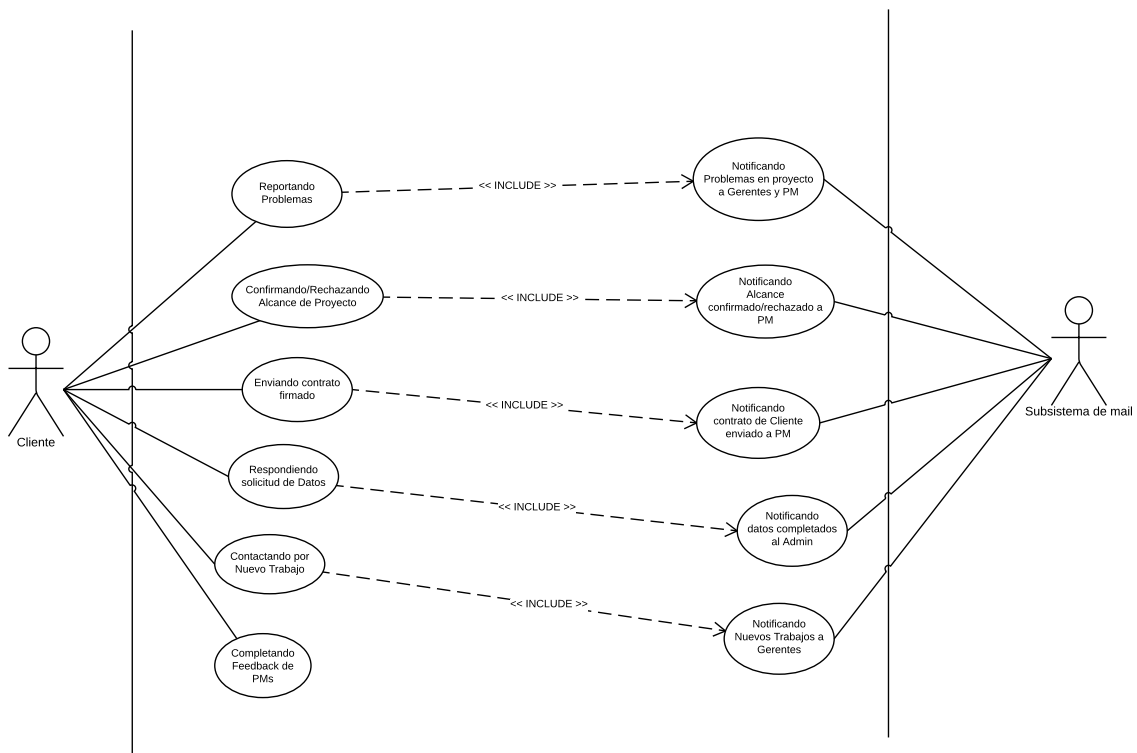 Reportando
Problemas
<< INCLUDE >>
Notificando
Problemas en proyecto
a Gerentes y PM
Confirmando/Rechazando
Alcance de Proyecto
<< INCLUDE >>
Notificando
Alcance
confirmado/rechazado a
PM
Enviando contrato
firmado
<< INCLUDE >>
Notificando
contrato de Cliente
enviado a PM
Cliente
Subsistema de mail
Respondiendo
solicitud de Datos
<< INCLUDE >>
Notificando
datos completados
al Admin
Contactando por
Nuevo Trabajo
<< INCLUDE >>
Notificando
Nuevos Trabajos a
Gerentes
Completando
Feedback de
PMs